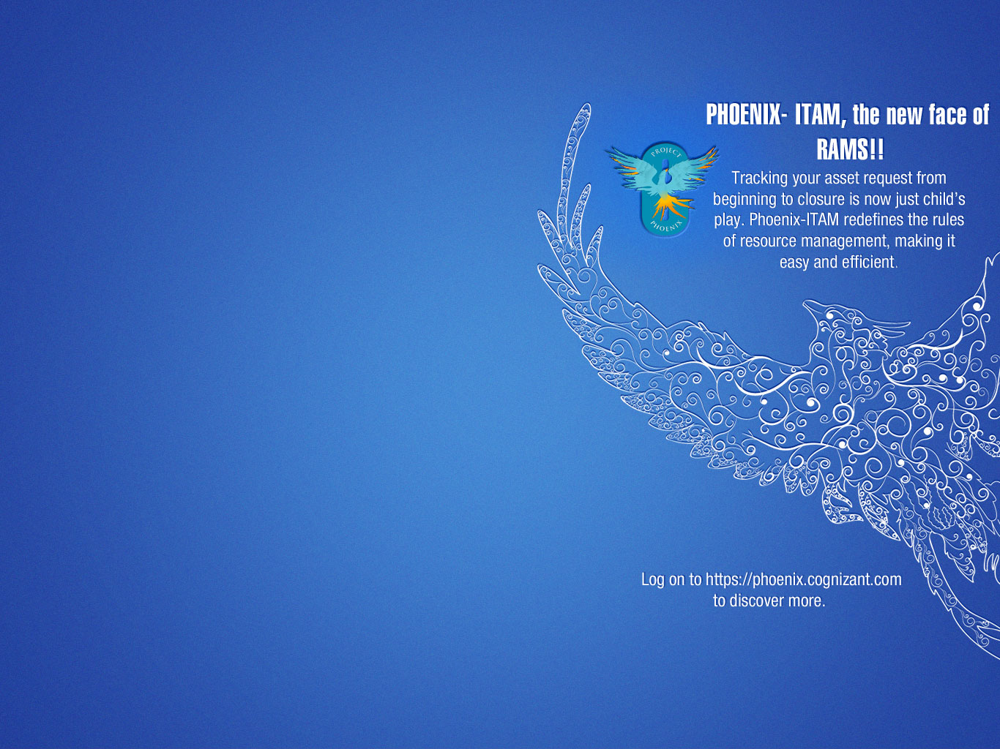 PHOENIX- ITAM, the new face of
RAMS!!
PROJECT
PHOENIX
Tracking your asset request from
beginning to closure is now just child’s
play. Phoenix-ITAM redefines the rules
of resource management, making it
easy and efficient.
Log on to https://phoenix.cognizant.com
to discover more.